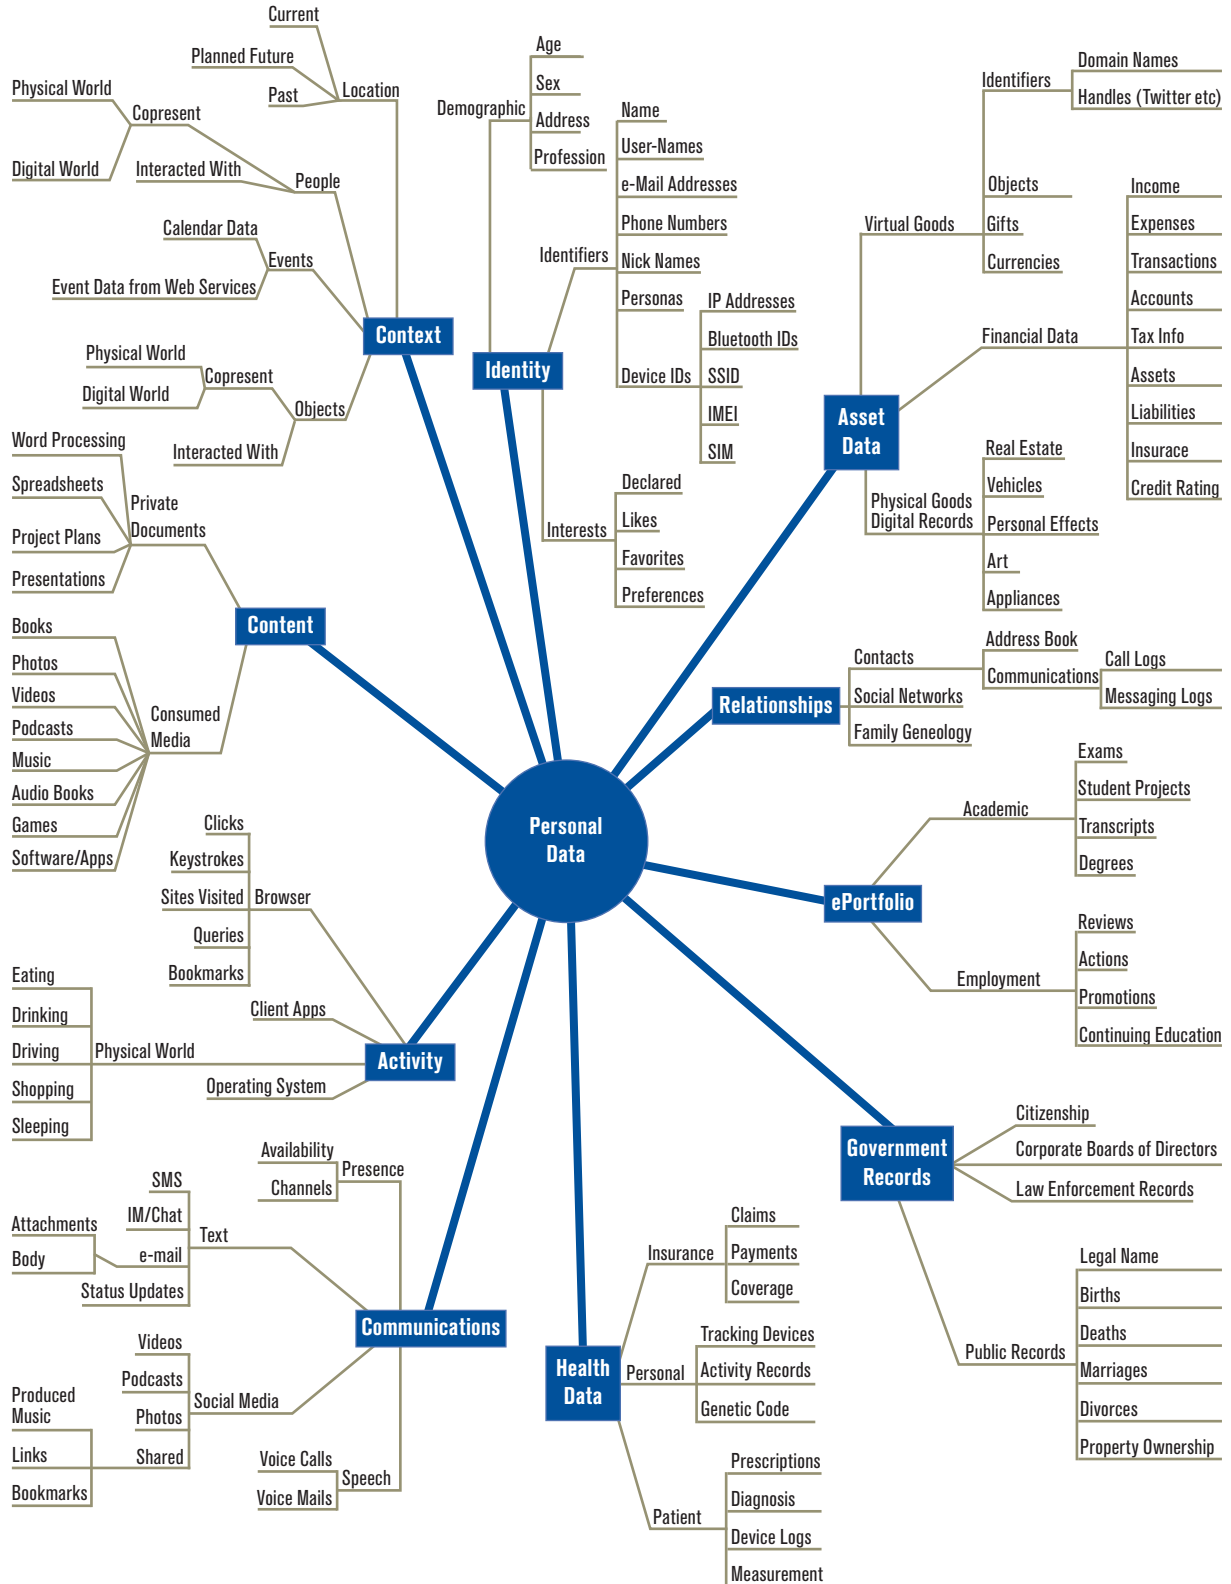 Current
Planned Future
Past
Location
Physical World
Copresent
Digital World
Interacted With
People
Calendar Data
Events
Event Data from Web Services
Context
Physical World
Copresent
Digital World
Objects
Interacted With
Age
Sex
Demographic
Address
Profession
Name
User-Names
e-Mail Addresses
Phone Numbers
Identifiers
Nick Names
Personas
IP Addresses
Bluetooth IDs
Device IDs
SSID
IMEI
SIM
Identity
Declared
Likes
Interests
Favorites
Preferences
Domain Names
Identifiers
Handles (Twitter etc)
Objects
Virtual Goods
Gifts
Currencies
Income
Expenses
Transactions
Accounts
Financial Data
Tax Info
Assets
Liabilities
Insurace
Credit Rating
Asset
Data
Real Estate
Vehicles
Physical Goods
Digital Records
Personal Effects
Art
Appliances
Word Processing
Spreadsheets
Private
Documents
Project Plans
Presentations
Content
Books
Photos
Videos
Podcasts
Consumed
Media
Music
Audio Books
Games
Software/Apps
Contacts
Address Book
Communications
Call Logs
Messaging Logs
Relationships
Social Networks
Family Geneology
Personal
Data
Exams
Academic
Student Projects
Transcripts
Degrees
ePortfolio
Reviews
Actions
Employment
Promotions
Continuing Education
Clicks
Keystrokes
Sites Visited
Browser
Queries
Bookmarks
Client Apps
Eating
Drinking
Driving
Physical World
Shopping
Sleeping
Activity
Operating System
Citizenship
Government
Records
Corporate Boards of Directors
Law Enforcement Records
Legal Name
Births
Deaths
Public Records
Marriages
Divorces
Property Ownership
Availability
Presence
Channels
SMS
IM/Chat
Text
Attachments
e-mail
Body
Status Updates
Communications
Videos
Podcasts
Social Media
Photos
Produced
Music
Shared
Links
Bookmarks
Voice Calls
Speech
Voice Mails
Claims
Insurance
Payments
Coverage
Health
Data
Tracking Devices
Personal
Activity Records
Genetic Code
Prescriptions
Diagnosis
Patient
Device Logs
Measurement